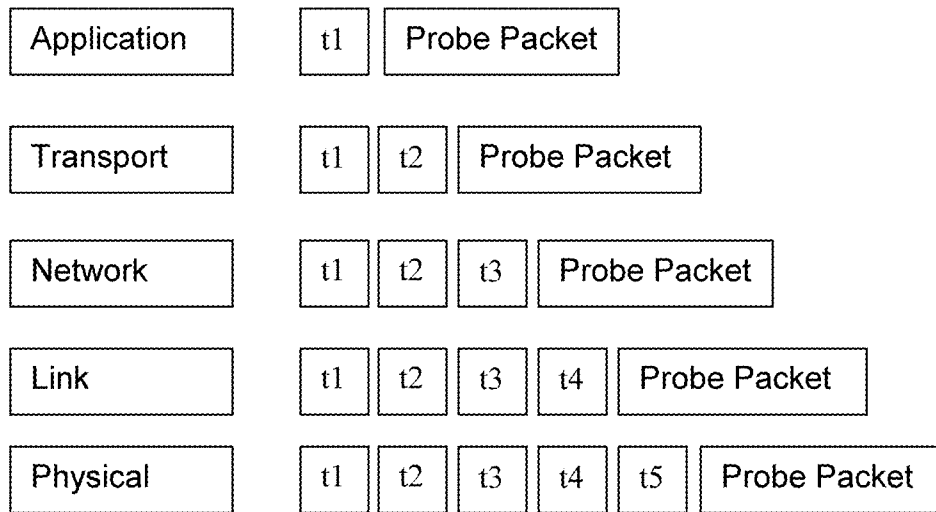 Application t1 Probe Packet
Transport t1 t2 Probe Packet
Network t1 t2 t3 Probe Packet
Link t1 t2 t3 t4 Probe Packet
Physical t1 t2 t3 t4 t5 Probe Packet